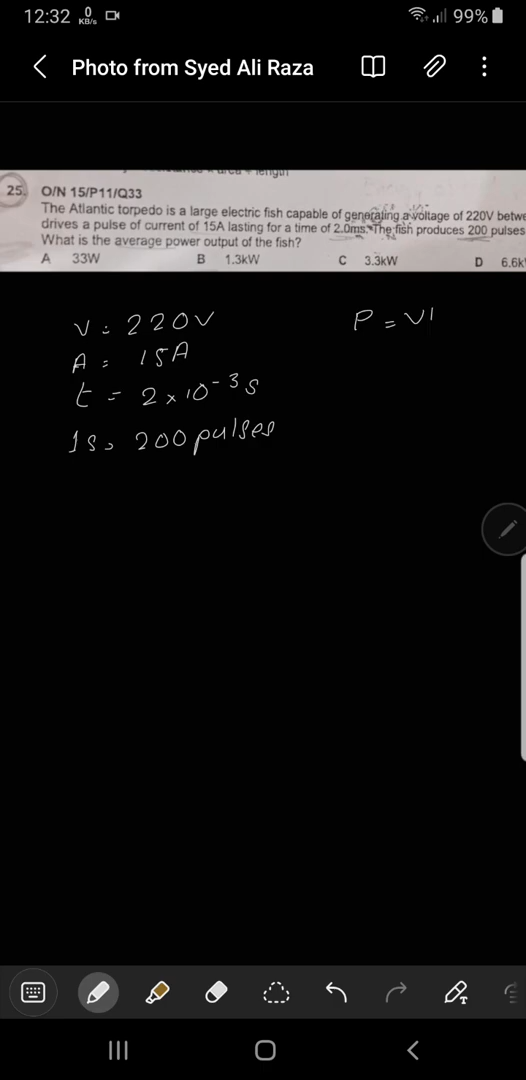 12:32 0 KB/s 99%
Photo from Syed Ali Raza
area ÷ length
25. O/N 15/P11/Q33
The Atlantic torpedo is a large electric fish capable of generating a voltage of 220V betwe
drives a pulse of current of 15A lasting for a time of 2.0ms. The fish produces 200 pulses
What is the average power output of the fish?
A 33W B 1.3kW C 3.3kW D 6.6k
V = 220V P = VI
A = 15A
t = 2 × 10⁻³ s
1s = 200 pulses